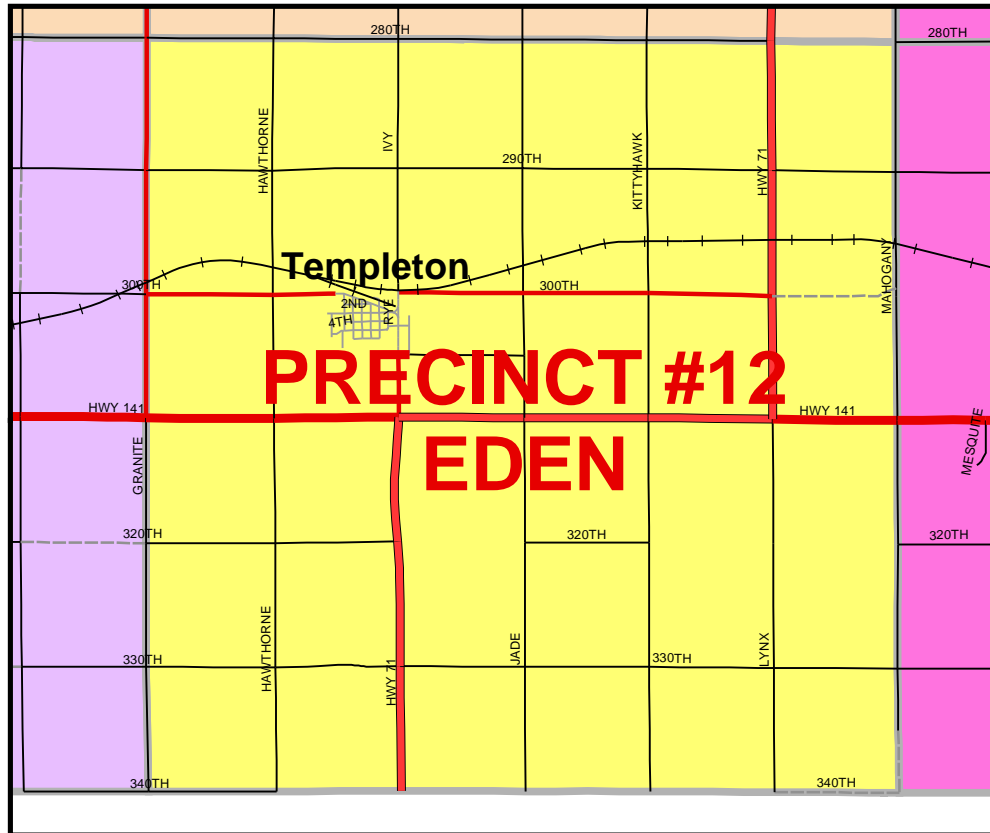 280TH
280TH
HAWTHORNE
IVY
290TH
KITTYHAWK
HWY 71
Templeton
MAHOGANY
300TH
300TH
2ND
4TH
RYE
PRECINCT #12
HWY 141
HWY 141
EDEN
GRANITE
MESQUITE
320TH
320TH
320TH
HAWTHORNE
JADE
LYNX
330TH
330TH
HWY 71
340TH
340TH